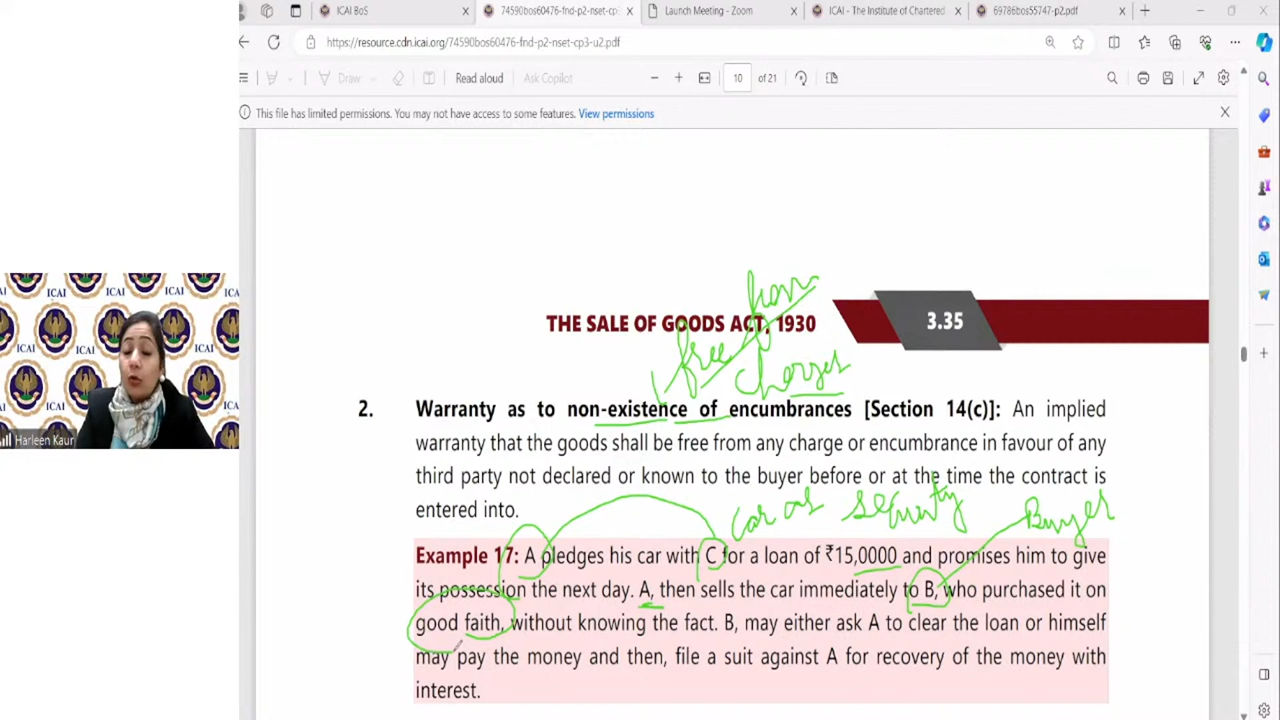 ICAI BoS
74590bos60476-fnd-p2-nset-cp3
Launch Meeting - Zoom
ICAI - The Institute of Chartered
69786bos55747-p2.pdf
https://resource.cdn.icai.org/74590bos60476-fnd-p2-nset-cp3-u2.pdf
Draw
Read aloud
Ask Copilot
10
of 21
This file has limited permissions. You may not have access to some features. View permissions
from
THE SALE OF GOODS ACT, 1930
3.35
free
charges
2. Warranty as to non-existence of encumbrances [Section 14(c)]: An implied
warranty that the goods shall be free from any charge or encumbrance in favour of any
third party not declared or known to the buyer before or at the time the contract is
entered into.
car as security
Buyer
Example 17: A pledges his car with C for a loan of ₹15,0000 and promises him to give
its possession the next day. A, then sells the car immediately to B, who purchased it on
good faith, without knowing the fact. B, may either ask A to clear the loan or himself
may pay the money and then, file a suit against A for recovery of the money with
interest.
ICAI
ICAI
ICAI
ICAI
ICAI
ICAI
Harleen Kaur